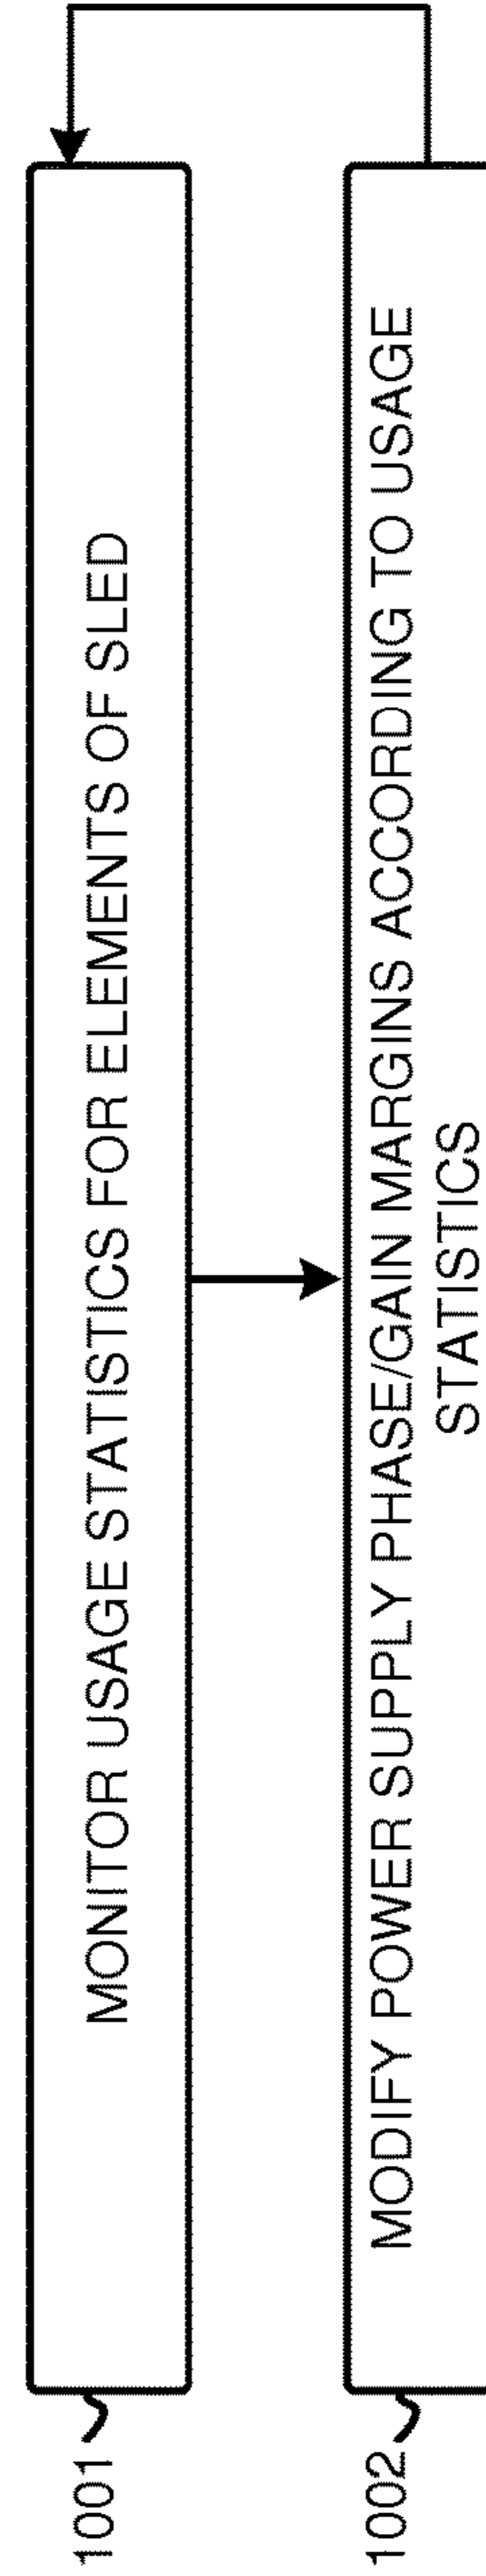 1001
MONITOR USAGE STATISTICS FOR ELEMENTS OF SLED
1002
MODIFY POWER SUPPLY PHASE/GAIN MARGINS ACCORDING TO USAGE
STATISTICS